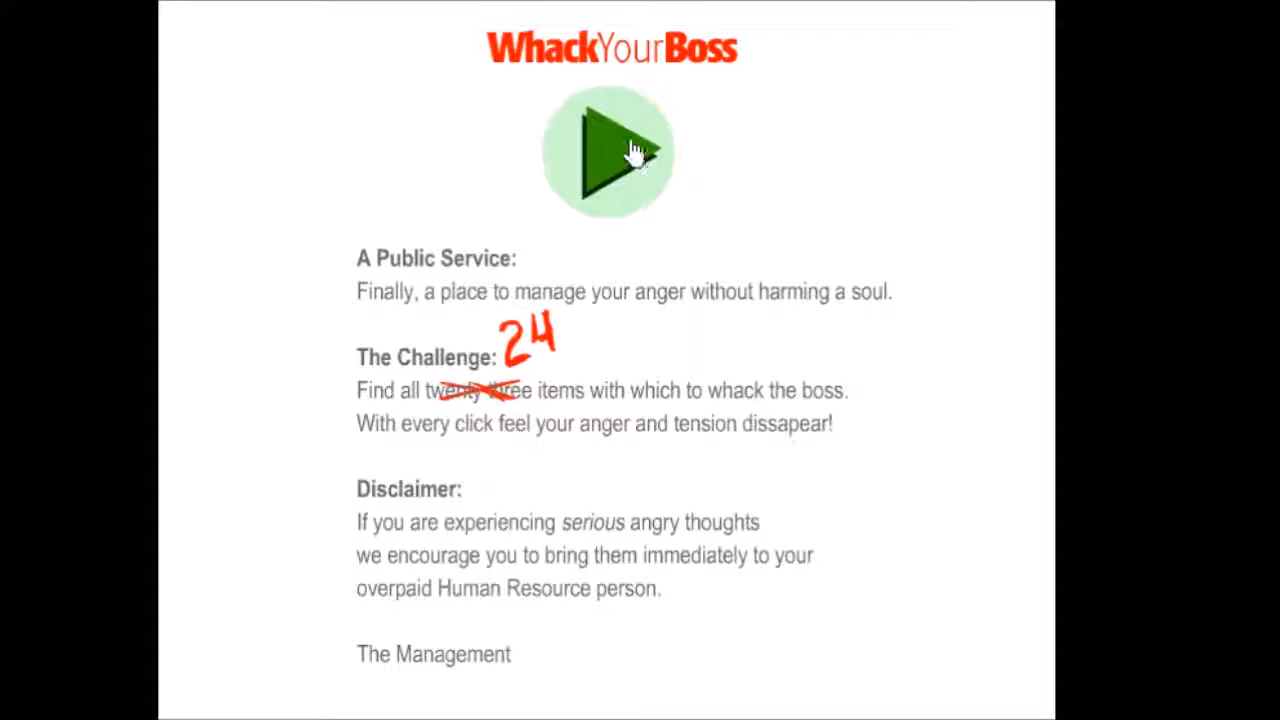 WhackYourBoss
A Public Service:
Finally, a place to manage your anger without harming a soul.
24
The Challenge:
Find all twenty three items with which to whack the boss.
With every click feel your anger and tension dissapear!
Disclaimer:
If you are experiencing serious angry thoughts
we encourage you to bring them immediately to your
overpaid Human Resource person.
The Management